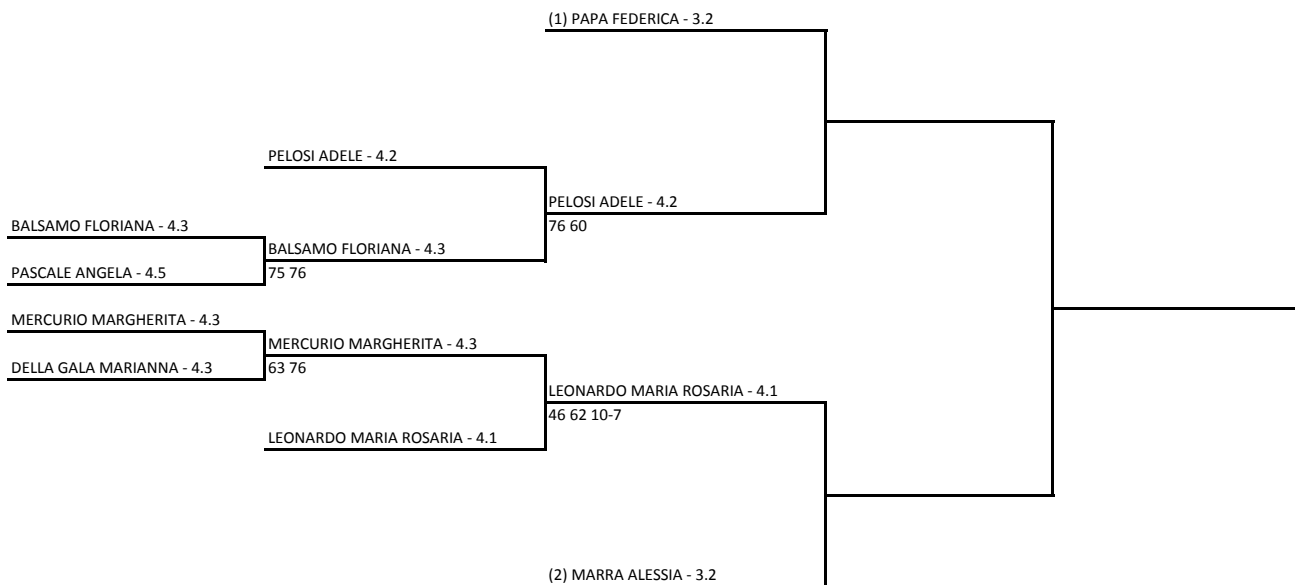 (1) PAPA FEDERICA - 3.2
PELOSI ADELE - 4.2
PELOSI ADELE - 4.2
BALSAMO FLORIANA - 4.3
76 60
BALSAMO FLORIANA - 4.3
PASCALE ANGELA - 4.5
75 76
MERCURIO MARGHERITA - 4.3
MERCURIO MARGHERITA - 4.3
DELLA GALA MARIANNA - 4.3
63 76
LEONARDO MARIA ROSARIA - 4.1
46 62 10-7
LEONARDO MARIA ROSARIA - 4.1
(2) MARRA ALESSIA - 3.2